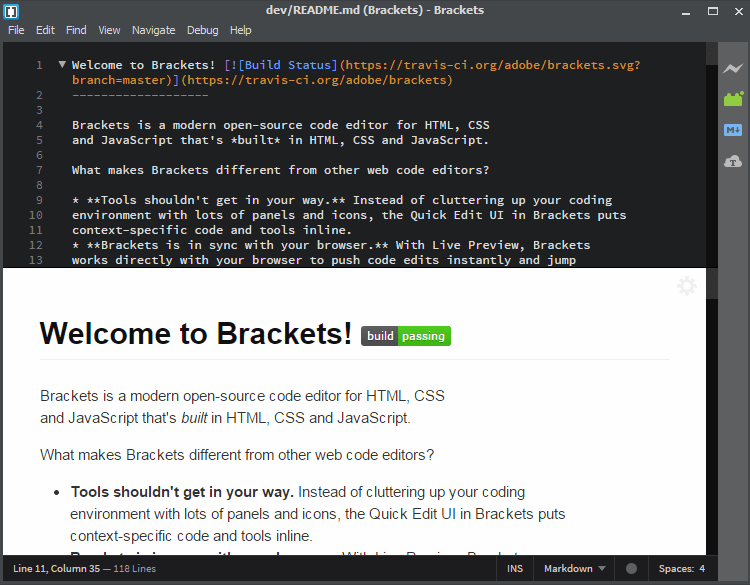 dev/README.md (Brackets) - Brackets
File Edit Find View Navigate Debug Help
1 ▼ Welcome to Brackets! [![Build Status](https://travis-ci.org/adobe/brackets.svg?
branch=master)](https://travis-ci.org/adobe/brackets)
2 -------------------
3
4 Brackets is a modern open-source code editor for HTML, CSS
5 and JavaScript that's *built* in HTML, CSS and JavaScript.
6
7 What makes Brackets different from other web code editors?
8
9 * **Tools shouldn't get in your way.** Instead of cluttering up your coding
10 environment with lots of panels and icons, the Quick Edit UI in Brackets puts
11 context-specific code and tools inline.
12 * **Brackets is in sync with your browser.** With Live Preview, Brackets
13 works directly with your browser to push code edits instantly and jump
M↓
T
Welcome to Brackets! build passing
Brackets is a modern open-source code editor for HTML, CSS
and JavaScript that's built in HTML, CSS and JavaScript.
What makes Brackets different from other web code editors?
• Tools shouldn't get in your way. Instead of cluttering up your coding
environment with lots of panels and icons, the Quick Edit UI in Brackets puts
context-specific code and tools inline.
Line 11, Column 35 — 118 Lines INS Markdown Spaces: 4